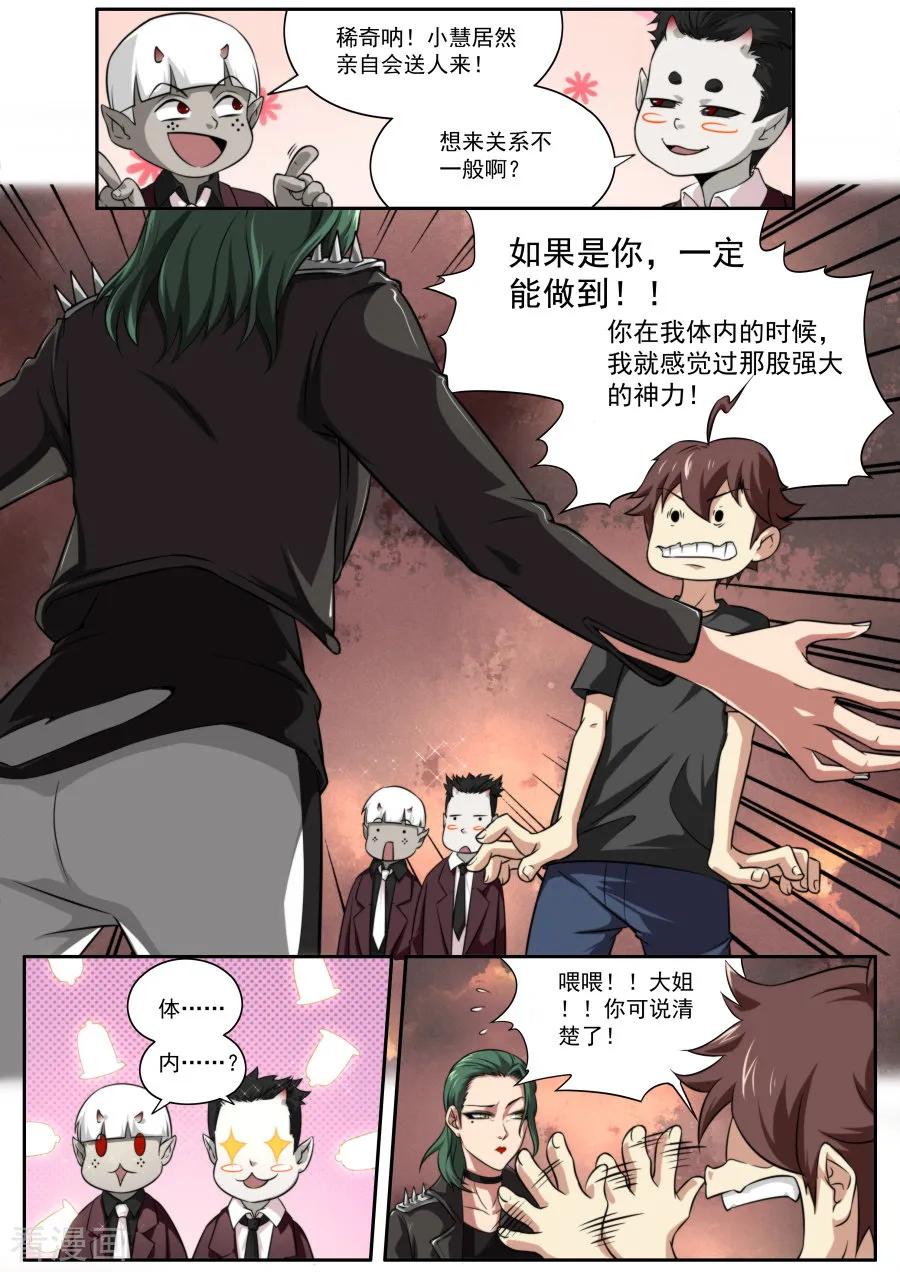 稀奇呐！小慧居然
亲自会送人来！
想来关系不
一般啊？
如果是你，一定
能做到！！
你在我体内的时候，
我就感觉过那股强大
的神力！
体……
内……？
喂喂！！大姐
！！你可说清
楚了！
看漫画